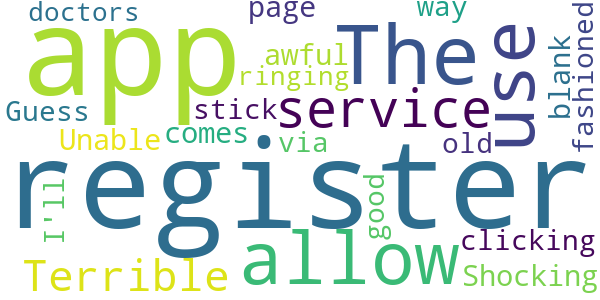 doctors
page
way
app
The
use
awful
ringing
blank
fashioned
Guess
stick
service
Unable
comes
via
old
register
I'll
good
allow
clicking
Terrible
Shocking